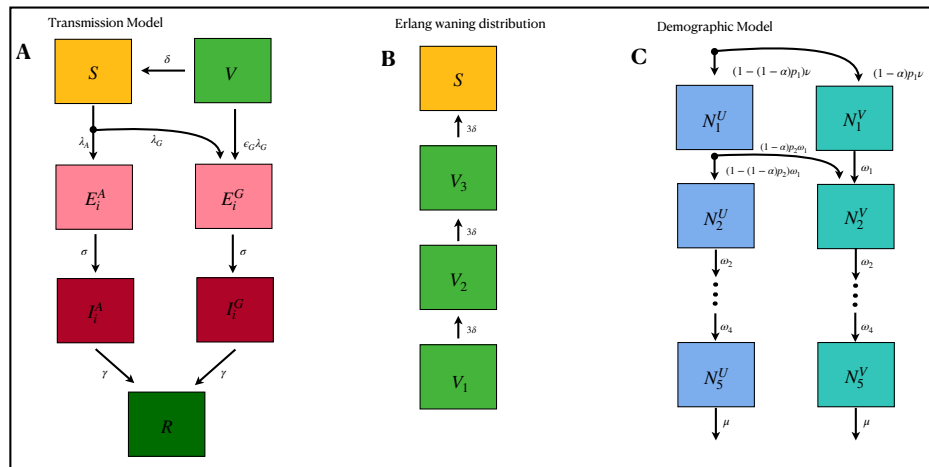 Transmission Model
A
S
δ
V
λ_A
λ_G
ϵ_G λ_G
E_i^A
E_i^G
σ
σ
I_i^A
I_i^G
γ
γ
R
Erlang waning distribution
B
S
3δ
V_3
3δ
V_2
3δ
V_1
Demographic Model
C
(1 − (1 − α)p_1)ν
(1 − α)p_1ν
N_1^U
N_1^V
(1 − α)p_2ω_1
(1 − (1 − α)p_2)ω_1
ω_1
N_2^U
N_2^V
ω_2
ω_2
ω_4
ω_4
N_5^U
N_5^V
μ
μ